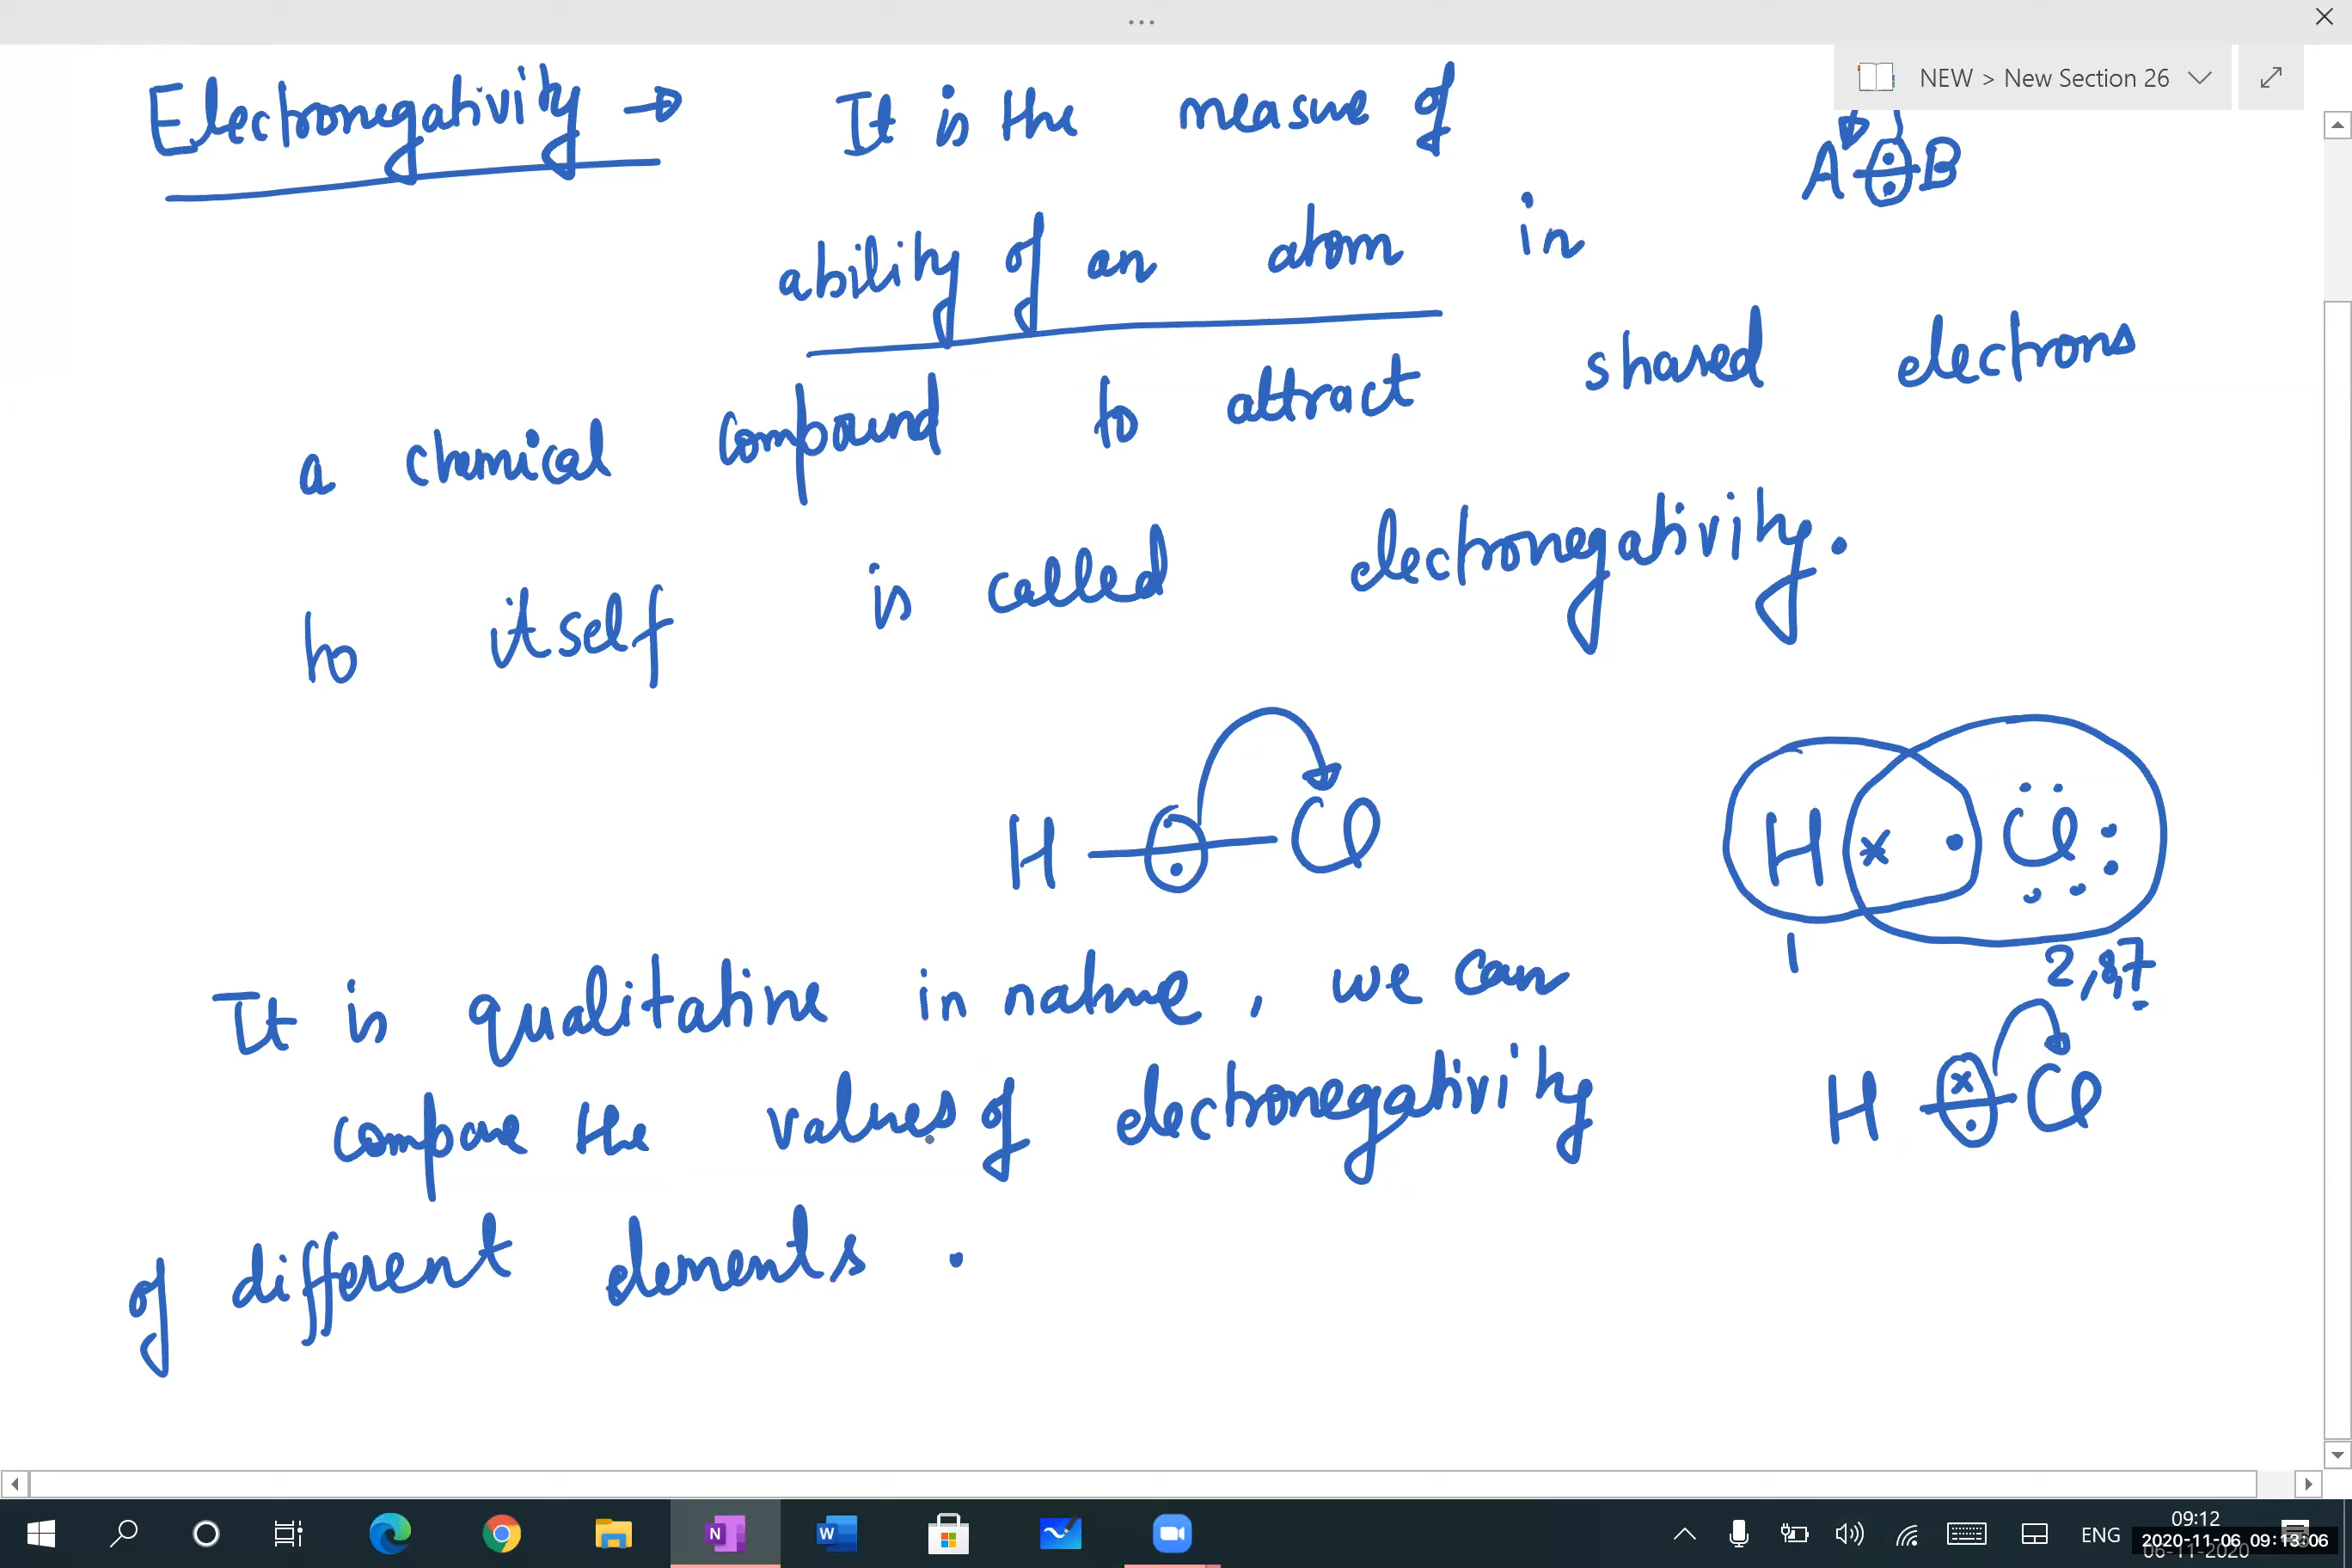 NEW > New Section 26
Electronegativity → It is the measure of
A B
ability of an atom in
a chemical compound to attract shared electrons
to itself is called electronegativity.
H Cl
H Cl
1 2,8,7
It is qualitative in nature, we can
compare the values of electronegativity
H Cl
of different elements.
ENG
09:12
2020-11-06 09:13:06
06-11-2020